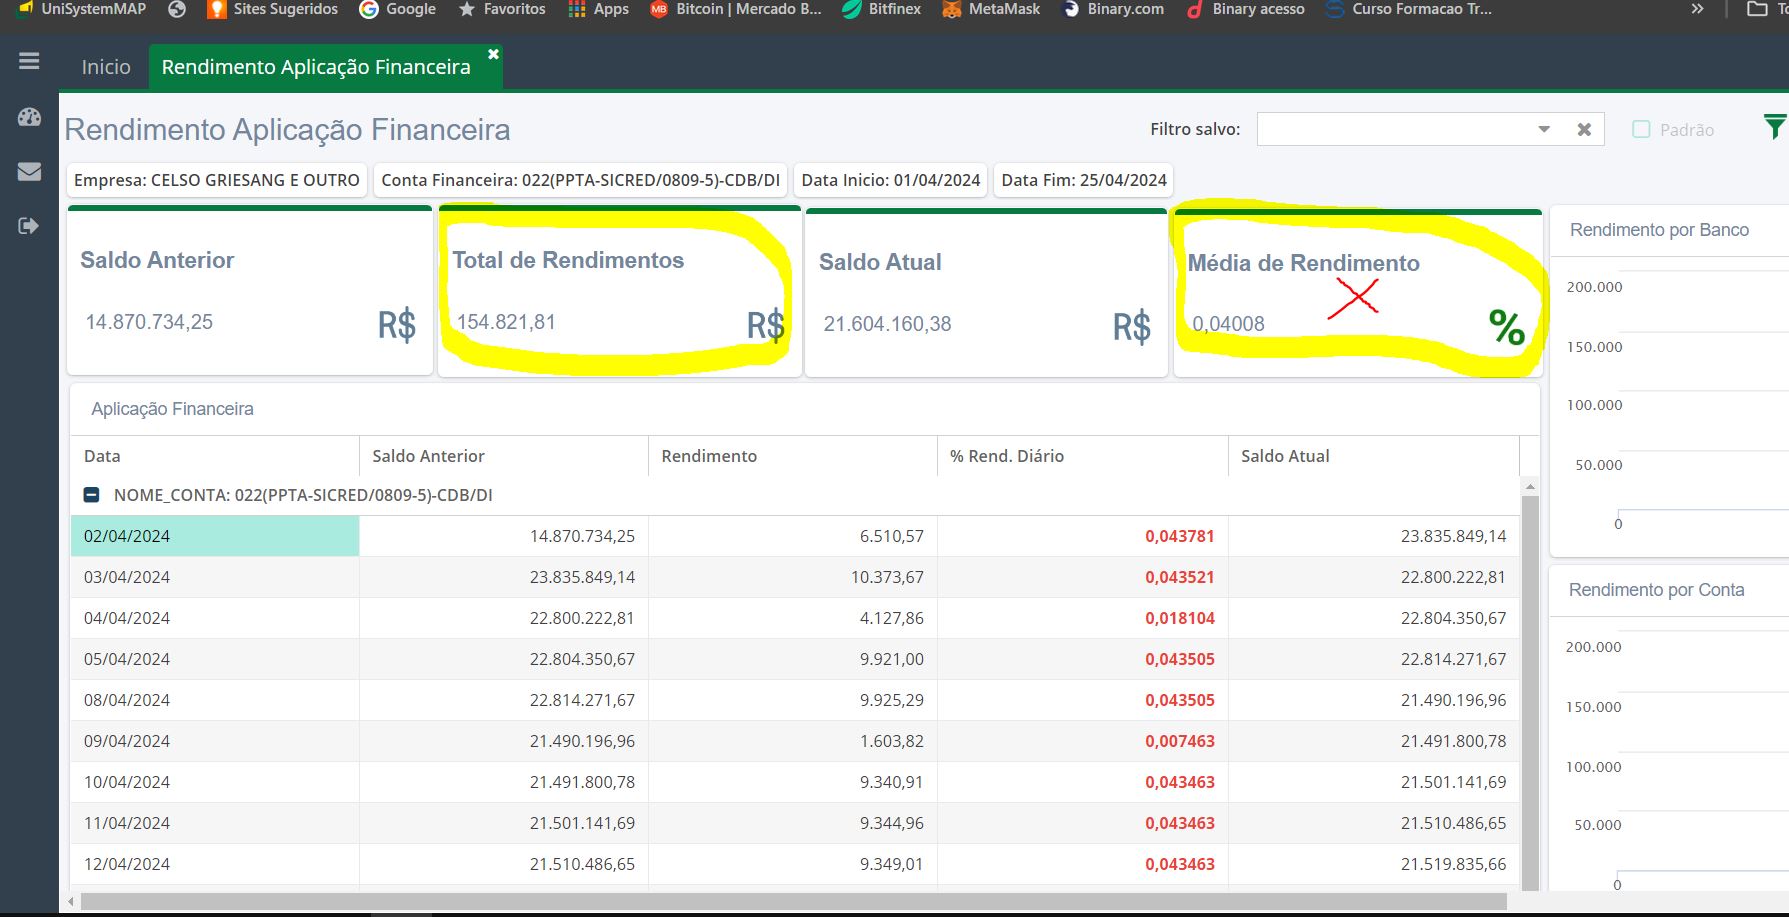 UniSystemMAP Sites Sugeridos Google Favoritos Apps MB Bitcoin | Mercado B... Bitfinex MetaMask Binary.com Binary acesso Curso Formacao Tr... »
Inicio Rendimento Aplicação Financeira
Rendimento Aplicação Financeira Filtro salvo: Padrão
Empresa: CELSO GRIESANG E OUTRO Conta Financeira: 022(PPTA-SICRED/0809-5)-CDB/DI Data Inicio: 01/04/2024 Data Fim: 25/04/2024
Saldo Anterior
14.870.734,25 R$
Total de Rendimentos
154.821,81 R$
Saldo Atual
21.604.160,38 R$
Média de Rendimento
0,04008 %
Aplicação Financeira
Data Saldo Anterior Rendimento % Rend. Diário Saldo Atual
NOME_CONTA: 022(PPTA-SICRED/0809-5)-CDB/DI
02/04/2024 14.870.734,25 6.510,57 0,043781 23.835.849,14
03/04/2024 23.835.849,14 10.373,67 0,043521 22.800.222,81
04/04/2024 22.800.222,81 4.127,86 0,018104 22.804.350,67
05/04/2024 22.804.350,67 9.921,00 0,043505 22.814.271,67
08/04/2024 22.814.271,67 9.925,29 0,043505 21.490.196,96
09/04/2024 21.490.196,96 1.603,82 0,007463 21.491.800,78
10/04/2024 21.491.800,78 9.340,91 0,043463 21.501.141,69
11/04/2024 21.501.141,69 9.344,96 0,043463 21.510.486,65
12/04/2024 21.510.486,65 9.349,01 0,043463 21.519.835,66
Rendimento por Banco
200.000
150.000
100.000
50.000
0
Rendimento por Conta
200.000
150.000
100.000
50.000
0